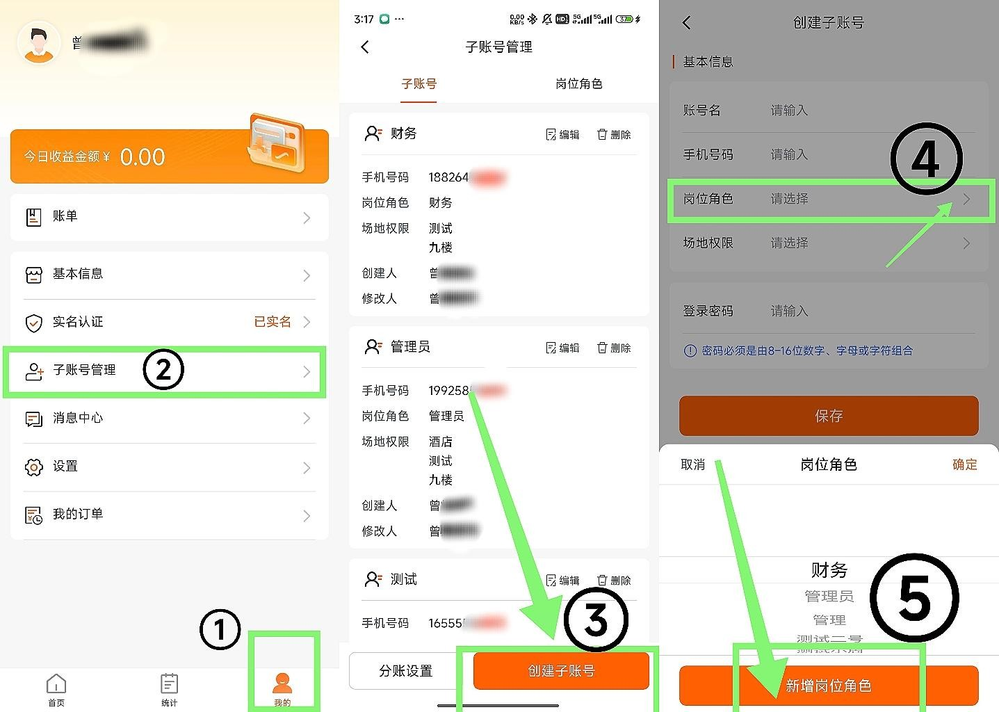 曾
今日收益金额¥ 0.00
账单
基本信息
实名认证 已实名
子账号管理 ②
消息中心
设置
我的订单
①
首页 统计 我的
3:17 ··· 0.00 KB/s HD 5G 5G 37
子账号管理
子账号 岗位角色
财务 编辑 删除
手机号码 188264
岗位角色 财务
场地权限 测试
九楼
创建人 曾
修改人 曾
管理员 编辑 删除
手机号码 199258
岗位角色 管理员
场地权限 酒店
测试
九楼
创建人 曾
修改人 曾
测试 编辑 删除
手机号码 16555
③
分账设置 创建子账号
创建子账号
基本信息
账号名 请输入
手机号码 请输入
④
岗位角色 请选择
场地权限 请选择
登录密码 请输入
密码必须是由8-16位数字、字母或字符组合
保存
取消 岗位角色 确定
财务
管理员
管理
⑤
新增岗位角色